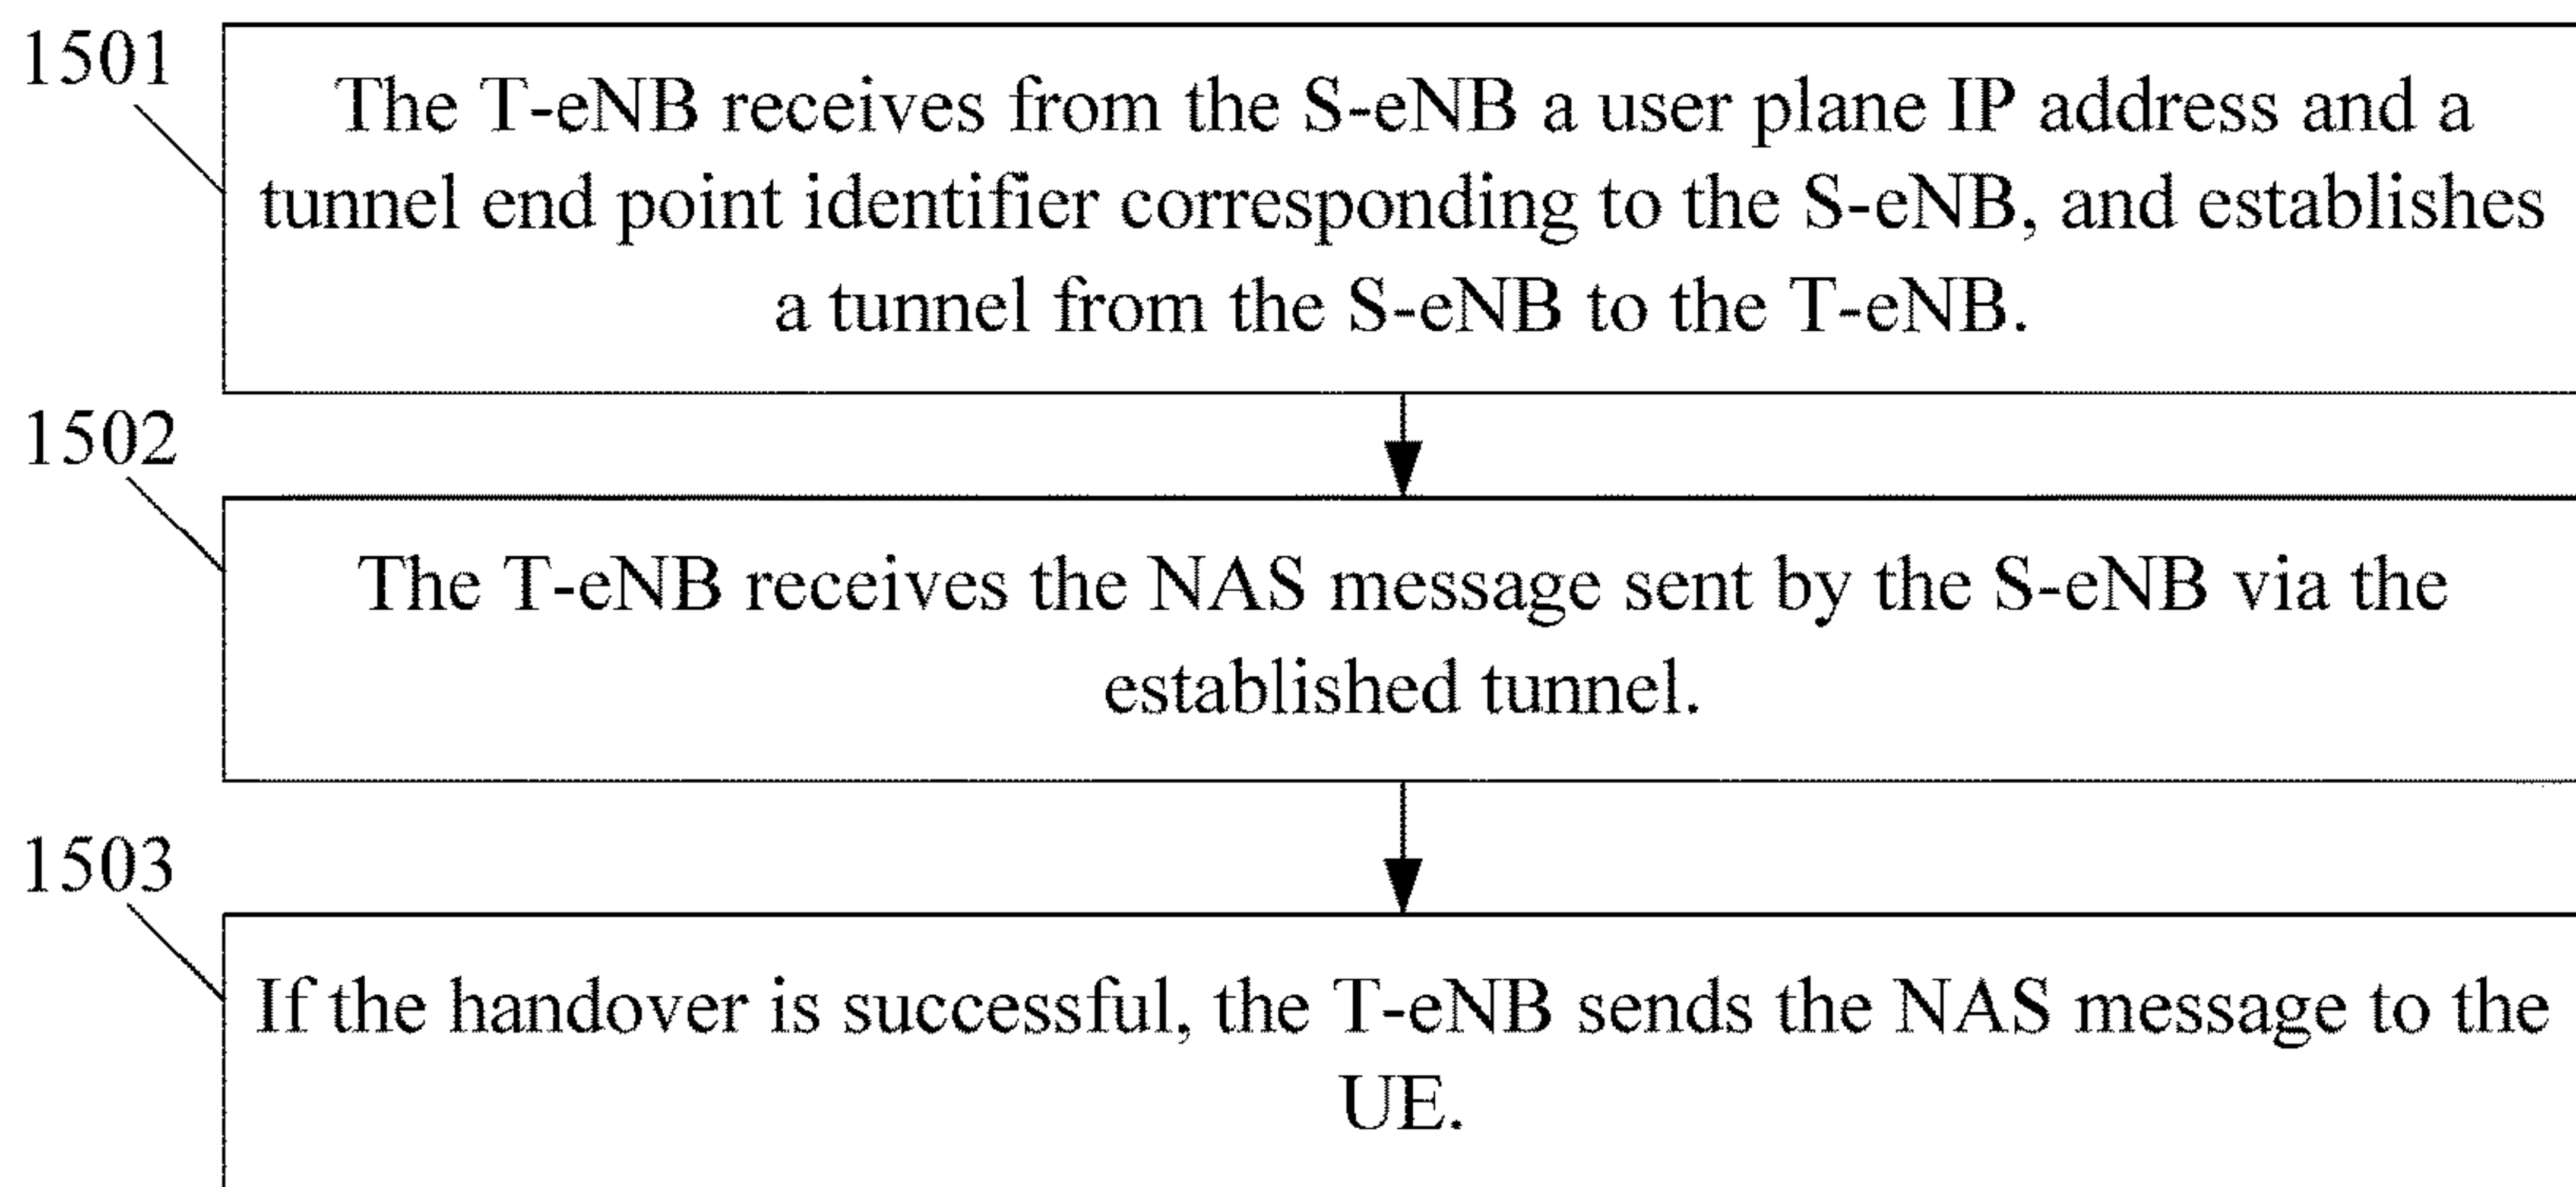 1501
The T-eNB receives from the S-eNB a user plane IP address and a
tunnel end point identifier corresponding to the S-eNB, and establishes
a tunnel from the S-eNB to the T-eNB.
1502
The T-eNB receives the NAS message sent by the S-eNB via the
established tunnel.
1503
If the handover is successful, the T-eNB sends the NAS message to the
UE.